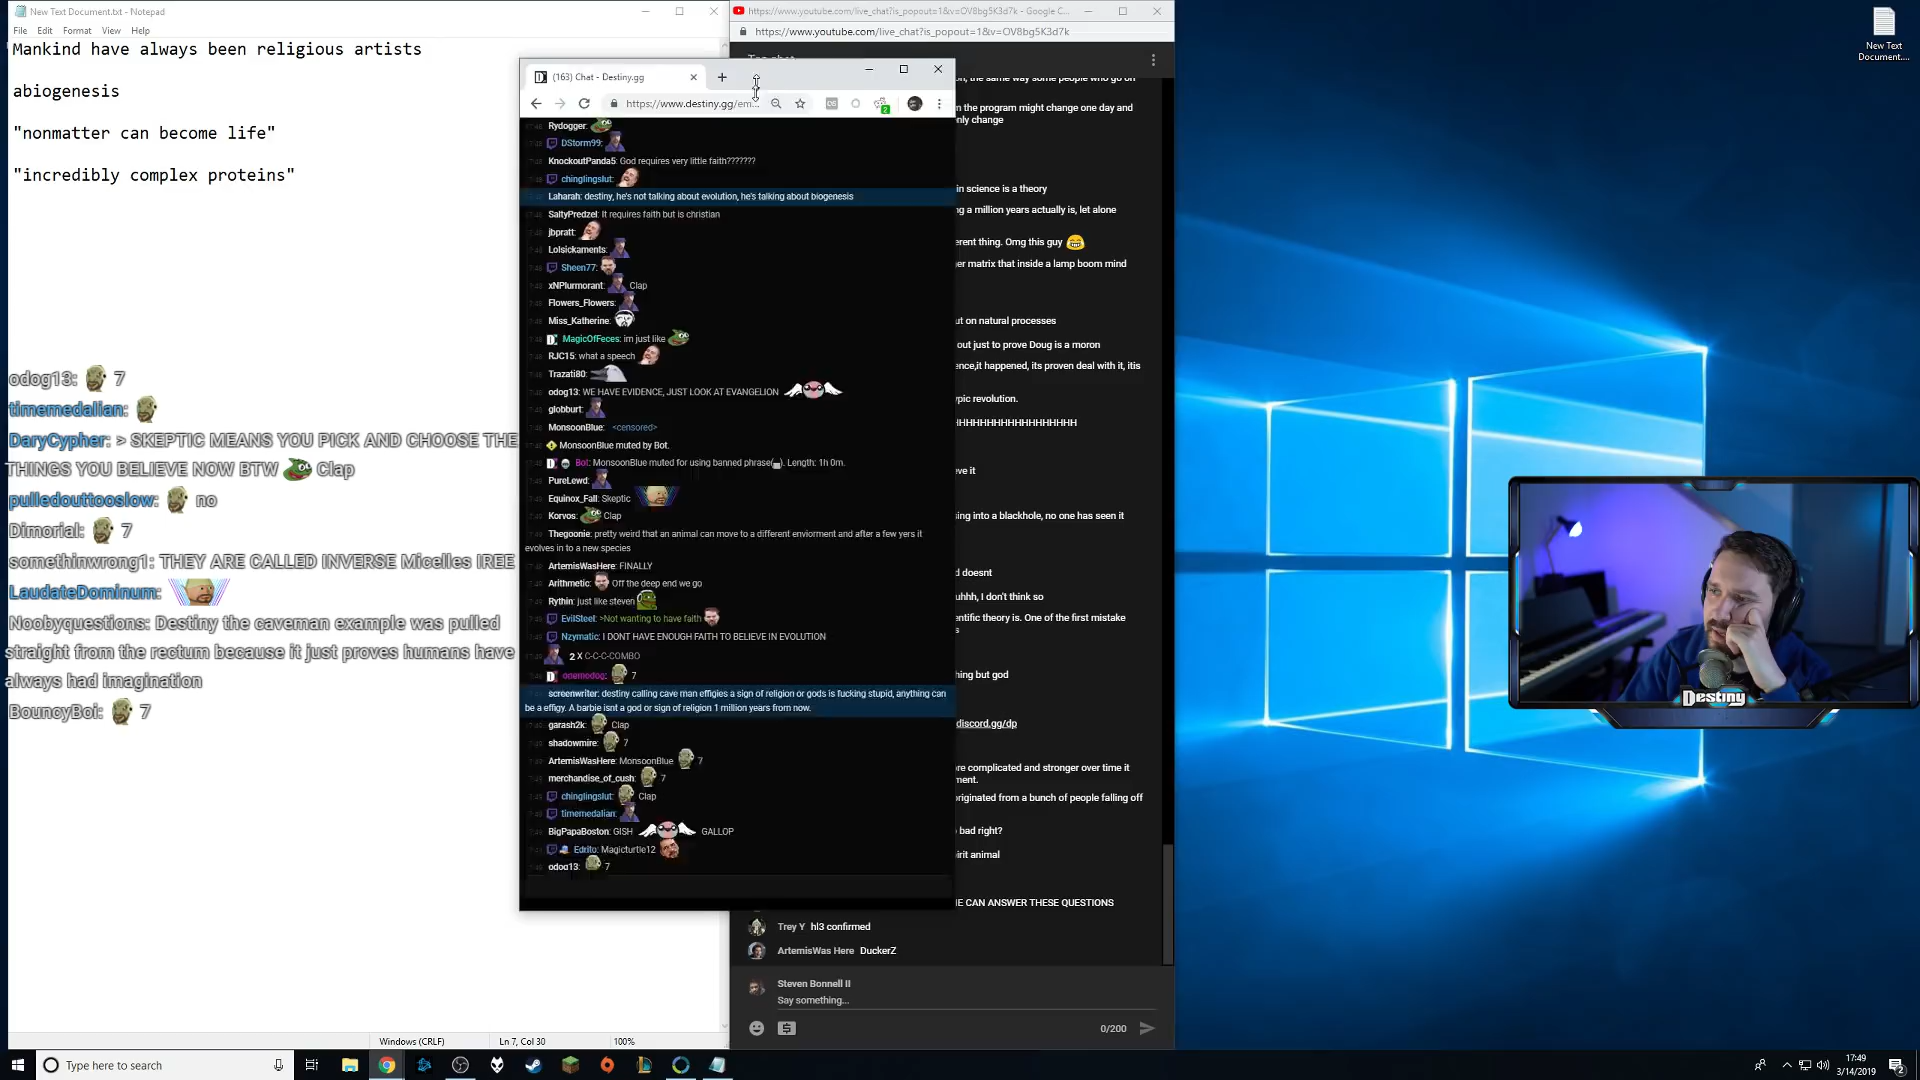 New Text Document.txt - Notepad
File Edit Format View Help
Mankind have always been religious artists
abiogenesis
"nonmatter can become life"
"incredibly complex proteins"
odog13: 7
timemedalian:
DaryCypher: > SKEPTIC MEANS YOU PICK AND CHOOSE THE
THINGS YOU BELIEVE NOW BTW Clap
pulledouttooslow: no
Dimorial: 7
somethinwrong1: THEY ARE CALLED INVERSE Micelles IREE
LaudateDominum:
Noobyquestions: Destiny the caveman example was pulled
straight from the rectum because it just proves humans have
always had imagination
BouncyBoi: 7
Windows (CRLF) Ln 7, Col 30 100%
(163) Chat - Destiny.gg
https://www.destiny.gg/em...
2
Rydogger:
DStorm99:
KnockoutPanda5: God requires very little faith???????
chinglingslut:
Laharah: destiny, he's not talking about evolution, he's talking about biogenesis
SaltyPredzel: It requires faith but is christian
jbpratt:
Lolsickaments:
Sheen77:
xNPlurmorant: Clap
Flowers_Flowers:
Miss_Katherine:
MagicOfFeces: im just like
RJC15: what a speech
Trazati80:
odog13: WE HAVE EVIDENCE, JUST LOOK AT EVANGELION
globburt:
MonsoonBlue: <censored>
MonsoonBlue muted by Bot.
Bot: MonsoonBlue muted for using banned phrase( ). Length: 1h 0m.
PureLewd:
Equinox_Fall: Skeptic
Korvos: Clap
Thegoonie: pretty weird that an animal can move to a different enviorment and after a few yers it
evolves in to a new species
ArtemisWasHere: FINALLY
Arithmetic: Off the deep end we go
Rythin: just like steven
EvilSteel: >Not wanting to have faith
Nzymatic: I DONT HAVE ENOUGH FAITH TO BELIEVE IN EVOLUTION
2 X C-C-C-COMBO
onemodog: 7
screenwriter: destiny calling cave man effigies a sign of religion or gods is fucking stupid, anything can
be a effigy. A barbie isnt a god or sign of religion 1 million years from now.
garash2k: Clap
shadowmire: 7
ArtemisWasHere: MonsoonBlue 7
merchandise_of_cush: 7
chinglingslut: Clap
timemedalian:
BigPapaBoston: GISH GALLOP
Edrito: Magicturtle12
odog13: 7
https://www.youtube.com/live_chat?is_popout=1&v=OV8bg5K3d7k - Google C...
https://www.youtube.com/live_chat?is_popout=1&v=OV8bg5K3d7k
n, the same way some people who go on
n the program might change one day and
nly change
in science is a theory
ng a million years actually is, let alone
erent thing. Omg this guy
er matrix that inside a lamp boom mind
ut on natural processes
out just to prove Doug is a moron
ence,it happened, its proven deal with it, itis
ypic revolution.
HHHHHHHHHHHHHHHHHH
eve it
sing into a blackhole, no one has seen it
d doesnt
uhhh, I don't think so
entific theory is. One of the first mistake
s
hing but god
discord.gg/dp
re complicated and stronger over time it
ment.
originated from a bunch of people falling off
bad right?
irit animal
E CAN ANSWER THESE QUESTIONS
Trey Y hl3 confirmed
ArtemisWas Here DuckerZ
Steven Bonnell II
Say something...
0/200
New Text
Document....
Destiny
Type here to search
17:49
3/14/2019
2